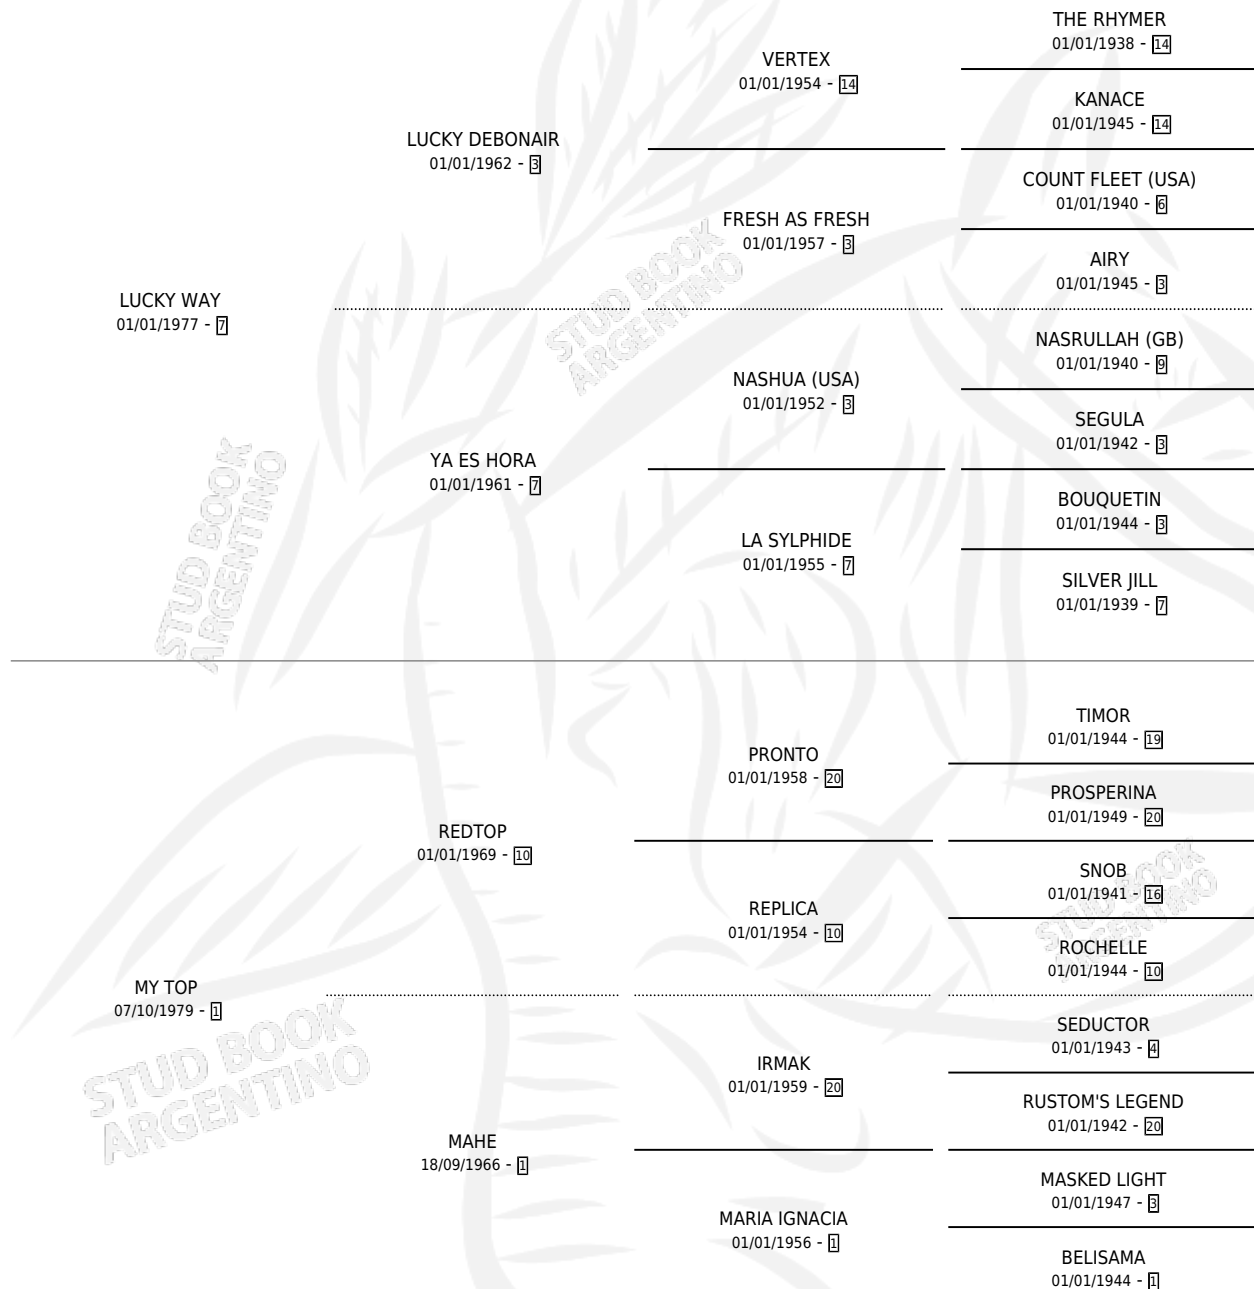 THE RHYMER
01/01/1938 - 14
VERTEX
01/01/1954 - 14
KANACE
01/01/1945 - 14
LUCKY DEBONAIR
01/01/1962 - 3
COUNT FLEET (USA)
01/01/1940 - 6
FRESH AS FRESH
01/01/1957 - 3
AIRY
01/01/1945 - 3
LUCKY WAY
01/01/1977 - 7
NASRULLAH (GB)
01/01/1940 - 9
NASHUA (USA)
01/01/1952 - 3
SEGULA
01/01/1942 - 3
YA ES HORA
01/01/1961 - 7
BOUQUETIN
01/01/1944 - 3
LA SYLPHIDE
01/01/1955 - 7
SILVER JILL
01/01/1939 - 7
STUD BOOK
ARGENTINO
STUD BOOK
ARGENTINO
TIMOR
01/01/1944 - 19
PRONTO
01/01/1958 - 20
PROSPERINA
01/01/1949 - 20
REDTOP
01/01/1969 - 10
SNOB
01/01/1941 - 16
REPLICA
01/01/1954 - 10
ROCHELLE
01/01/1944 - 10
MY TOP
07/10/1979 - 1
SEDUCTOR
01/01/1943 - 4
IRMAK
01/01/1959 - 20
RUSTOM'S LEGEND
01/01/1942 - 20
MAHE
18/09/1966 - 1
MASKED LIGHT
01/01/1947 - 3
MARIA IGNACIA
01/01/1956 - 1
BELISAMA
01/01/1944 - 1
STUD BOOK
ARGENTINO
STUD BOOK
ARGENTINO